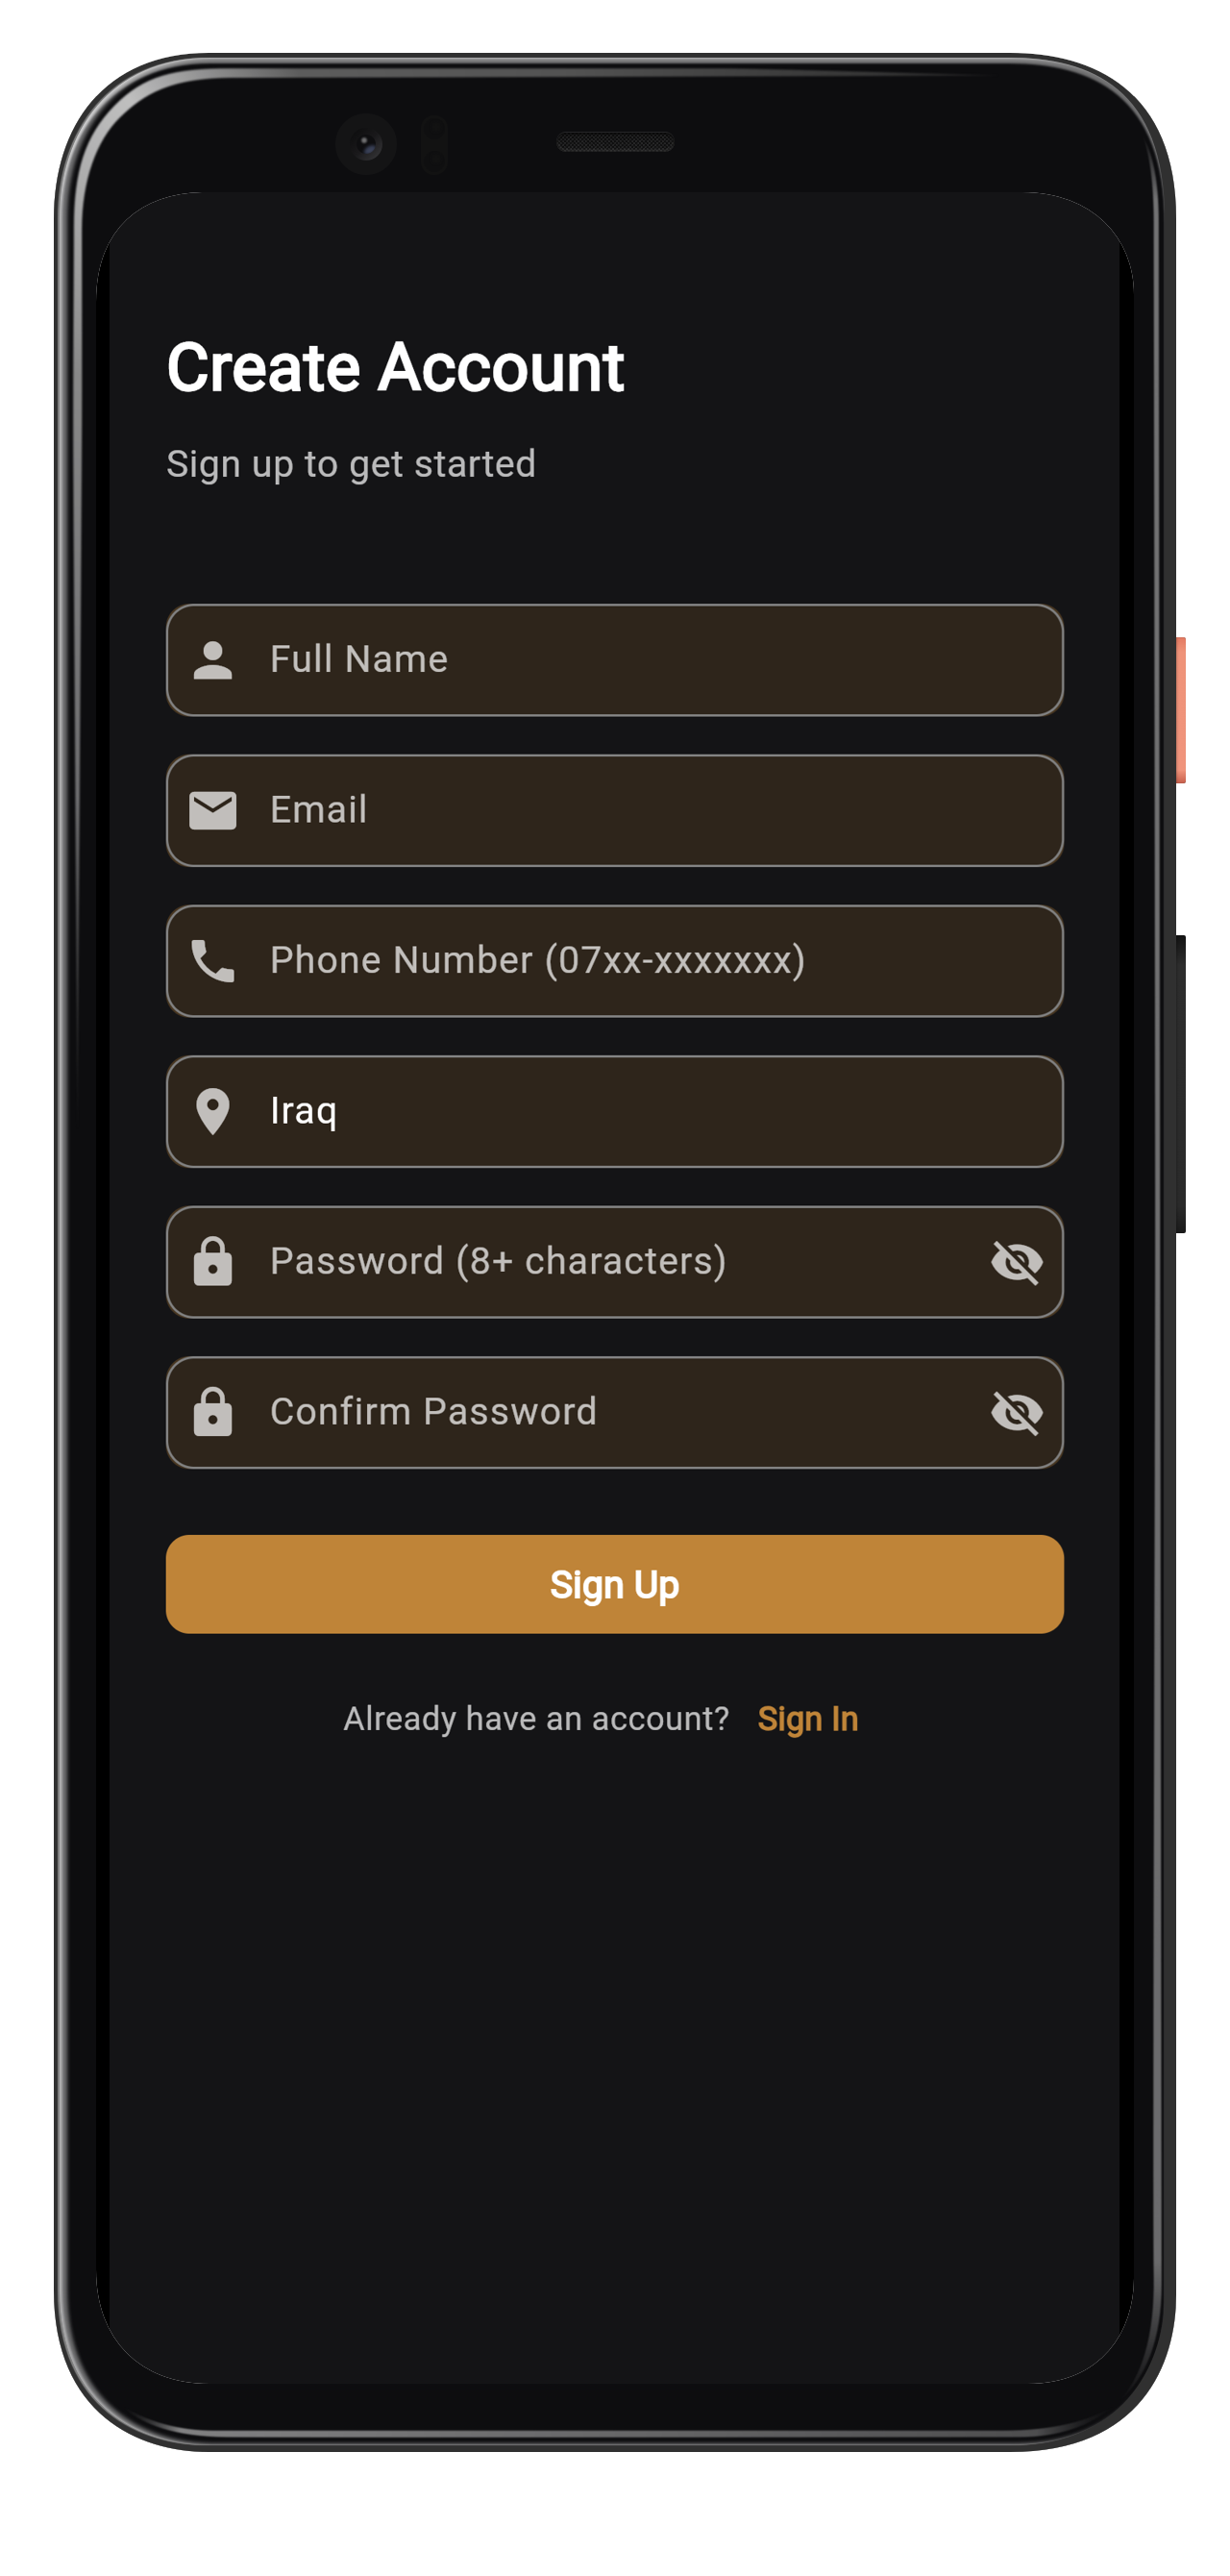 Create Account
Sign up to get started
Full Name
Email
Phone Number (07xx-xxxxxxx)
Iraq
Password (8+ characters)
Confirm Password
Sign Up
Already have an account? Sign In